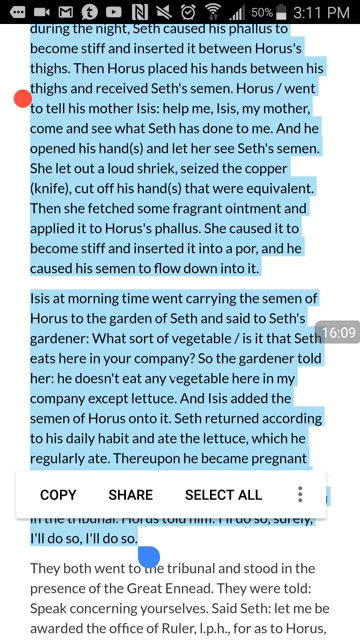 50% 3:11 PM
during the night, Seth caused his phallus to
become stiff and inserted it between Horus's
thighs. Then Horus placed his hands between his
thighs and received Seth's semen. Horus / went
to tell his mother Isis: help me, Isis, my mother,
come and see what Seth has done to me. And he
opened his hand(s) and let her see Seth's semen.
She let out a loud shriek, seized the copper
(knife), cut off his hand(s) that were equivalent.
Then she fetched some fragrant ointment and
applied it to Horus's phallus. She caused it to
become stiff and inserted it into a por, and he
caused his semen to flow down into it.
Isis at morning time went carrying the semen of
Horus to the garden of Seth and said to Seth's
gardener: What sort of vegetable / is it that Seth
16:09
eats here in your company? So the gardener told
her: he doesn't eat any vegetable here in my
company except lettuce. And Isis added the
semen of Horus onto it. Seth returned according
to his daily habit and ate the lettuce, which he
regularly ate. Thereupon he became pregnant
COPY SHARE SELECT ALL
in the tribunal. Horus told him: I'll do so, surely,
I'll do so, I'll do so.
They both went to the tribunal and stood in the
presence of the Great Ennead. They were told:
Speak concerning yourselves. Said Seth: let me be
awarded the office of Ruler, l.p.h., for as to Horus,